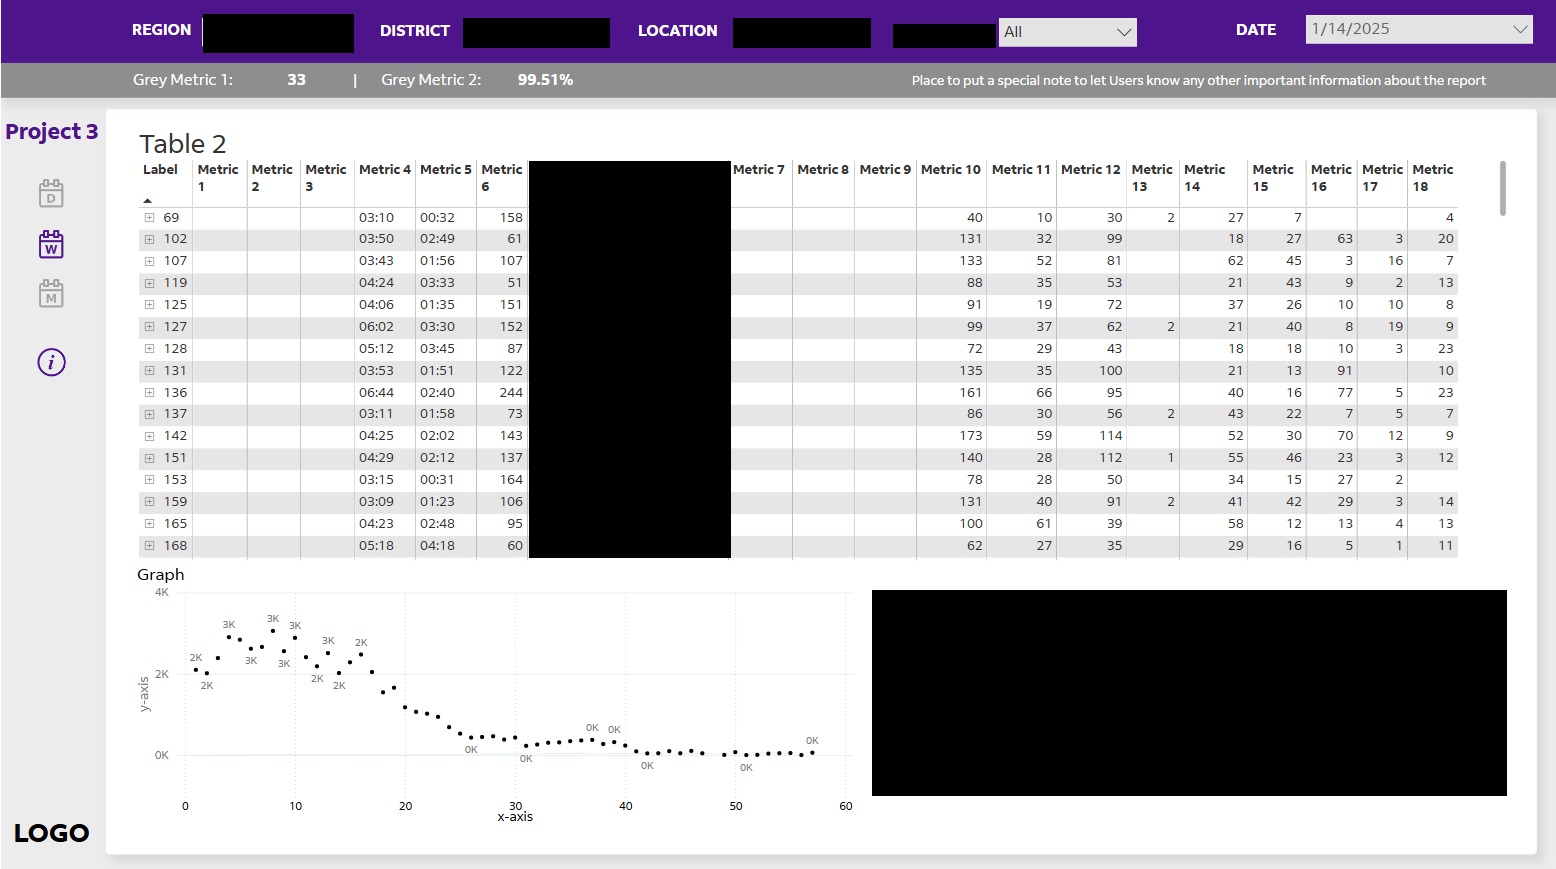 REGION DISTRICT LOCATION All DATE 1/14/2025
Grey Metric 1: 33 | Grey Metric 2: 99.51% Place to put a special note to let Users know any other important information about the report
Project 3
D
W
M
i
LOGO
Table 2
Label Metric 1 Metric 2 Metric 3 Metric 4 Metric 5 Metric 6 Metric 7 Metric 8 Metric 9 Metric 10 Metric 11 Metric 12 Metric 13 Metric 14 Metric 15 Metric 16 Metric 17 Metric 18
69 03:10 00:32 158 40 10 30 2 27 7 4
102 03:50 02:49 61 131 32 99 18 27 63 3 20
107 03:43 01:56 107 133 52 81 62 45 3 16 7
119 04:24 03:33 51 88 35 53 21 43 9 2 13
125 04:06 01:35 151 91 19 72 37 26 10 10 8
127 06:02 03:30 152 99 37 62 2 21 40 8 19 9
128 05:12 03:45 87 72 29 43 18 18 10 3 23
131 03:53 01:51 122 135 35 100 21 13 91 10
136 06:44 02:40 244 161 66 95 40 16 77 5 23
137 03:11 01:58 73 86 30 56 2 43 22 7 5 7
142 04:25 02:02 143 173 59 114 52 30 70 12 9
151 04:29 02:12 137 140 28 112 1 55 46 23 3 12
153 03:15 00:31 164 78 28 50 34 15 27 2
159 03:09 01:23 106 131 40 91 2 41 42 29 3 14
165 04:23 02:48 95 100 61 39 58 12 13 4 13
168 05:18 04:18 60 62 27 35 29 16 5 1 11
Graph
4K
2K
0K
y-axis
2K 2K 3K 3K 3K 3K 3K 2K 3K 2K 2K 0K 0K 0K 0K 0K 0K 0K
0 10 20 30 40 50 60
x-axis